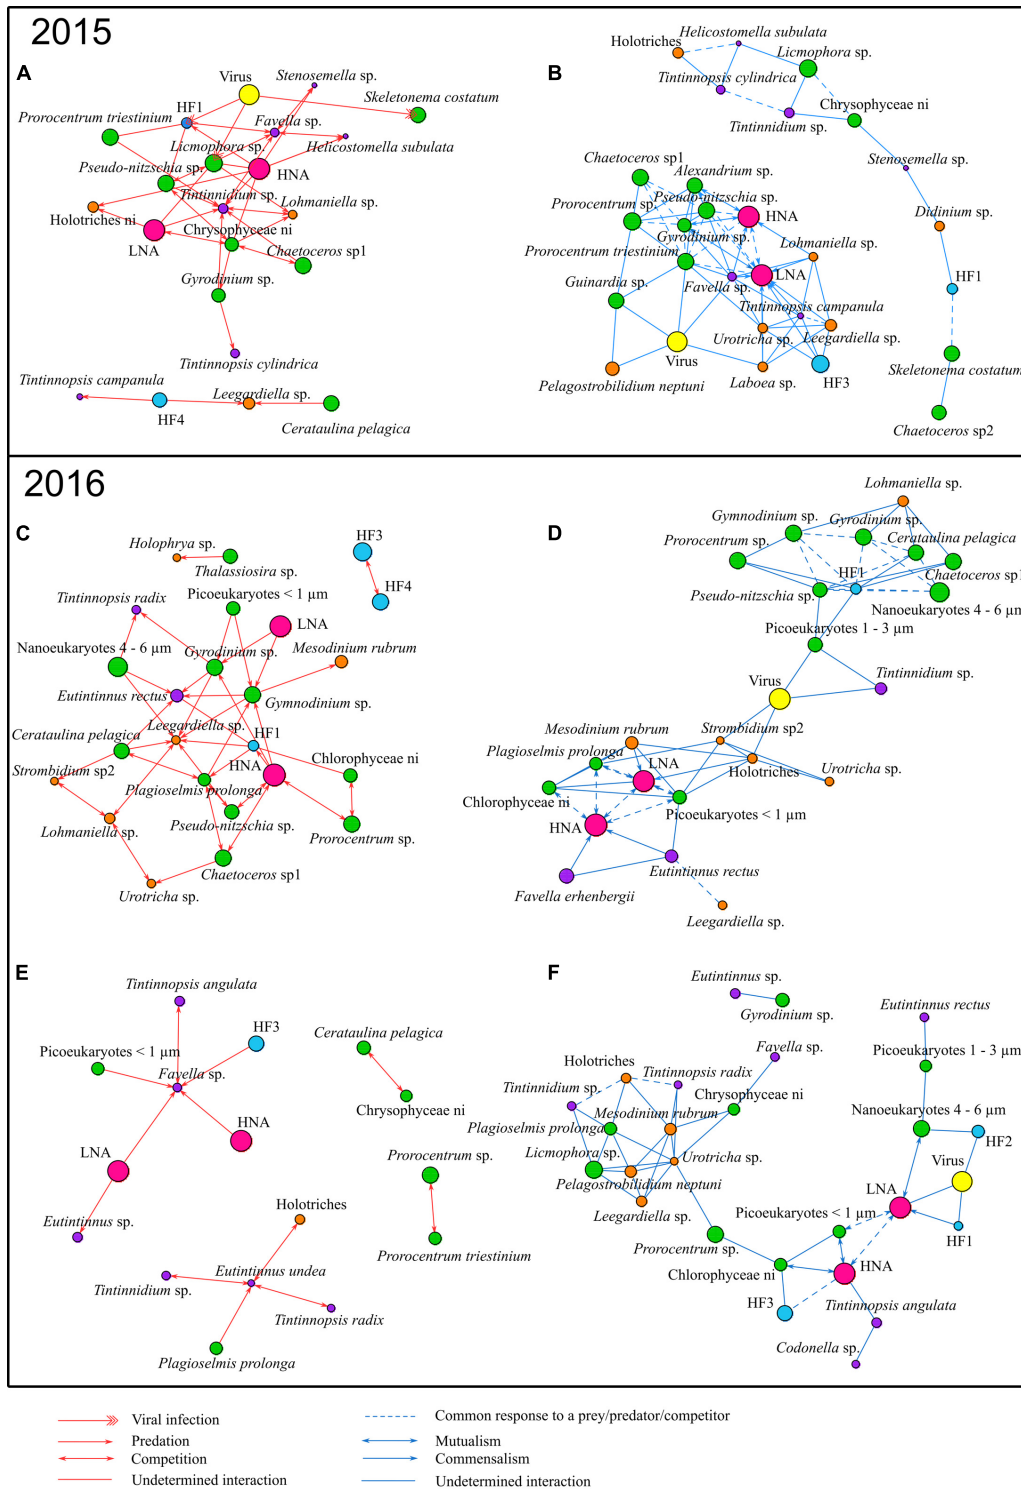 2015
A
Virus
Stenosemella sp.
Skeletonema costatum
HF1
Prorocentrum triestinium
Favella sp.
Licmophora sp.
Helicostomella subulata
Pseudo-nitzschia sp.
HNA
Tintinnidium sp.
Lohmaniella sp.
Holotriches ni
Chrysophyceae ni
LNA
Chaetoceros sp1
Gyrodinium sp.
Tintinnopsis cylindrica
Tintinnopsis campanula
Leegardiella sp.
HF4
Cerataulina pelagica
B
Helicostomella subulata
Holotriches
Licmophora sp.
Tintinnopsis cylindrica
Chrysophyceae ni
Tintinnidium sp.
Stenosemella sp.
Chaetoceros sp1
Alexandrium sp.
Pseudo-nitzschia sp.
Prorocentrum sp.
HNA
Didinium sp.
Gyrodinium sp.
Lohmaniella sp.
Prorocentrum triestinium
LNA
HF1
Guinardia sp.
Favella sp.
Tintinnopsis campanula
Urotricha sp.
Leegardiella sp.
Virus
HF3
Skeletonema costatum
Pelagostrobilidium neptuni
Laboea sp.
Chaetoceros sp2
2016
C
HF3
Holophrya sp.
Thalassiosira sp.
HF4
Tintinnopsis radix
Picoeukaryotes < 1 µm
LNA
Nanoeukaryotes 4 - 6 µm
Gyrodinium sp.
Mesodinium rubrum
Eutintinnus rectus
Gymnodinium sp.
Leegardiella sp.
Cerataulina pelagica
HF1
Chlorophyceae ni
HNA
Strombidium sp2
Plagioselmis prolonga
Lohmaniella sp.
Pseudo-nitzschia sp.
Prorocentrum sp.
Chaetoceros sp1
Urotricha sp.
D
Lohmaniella sp.
Gymnodinium sp.
Gyrodinium sp.
Prorocentrum sp.
Cerataulina pelagica
HF1
Chaetoceros sp1
Pseudo-nitzschia sp.
Nanoeukaryotes 4 - 6 µm
Picoeukaryotes 1 - 3 µm
Tintinnidium sp.
Virus
Mesodinium rubrum
Strombidium sp2
Plagioselmis prolonga
LNA
Holotriches
Urotricha sp.
Chlorophyceae ni
Picoeukaryotes < 1 µm
HNA
Eutintinnus rectus
Favella erhenbergii
Leegardiella sp.
E
Tintinnopsis angulata
HF3
Cerataulina pelagica
Picoeukaryotes < 1 µm
Favella sp.
Chrysophyceae ni
HNA
LNA
Prorocentrum sp.
Eutintinnus sp.
Holotriches
Prorocentrum triestinium
Eutintinnus undea
Tintinnidium sp.
Tintinnopsis radix
Plagioselmis prolonga
F
Eutintinnus sp.
Gyrodinium sp.
Eutintinnus rectus
Favella sp.
Picoeukaryotes 1 - 3 µm
Holotriches
Tintinnopsis radix
Tintinnidium sp.
Chrysophyceae ni
Mesodinium rubrum
Nanoeukaryotes 4 - 6 µm
Plagioselmis prolonga
HF2
Licmophora sp.
Urotricha sp.
Virus
Pelagostrobilidium neptuni
LNA
Leegardiella sp.
Picoeukaryotes < 1 µm
HF1
Prorocentrum sp.
Chlorophyceae ni
HNA
HF3
Tintinnopsis angulata
Codonella sp.
Viral infection
Predation
Competition
Undetermined interaction
Common response to a prey/predator/competitor
Mutualism
Commensalism
Undetermined interaction